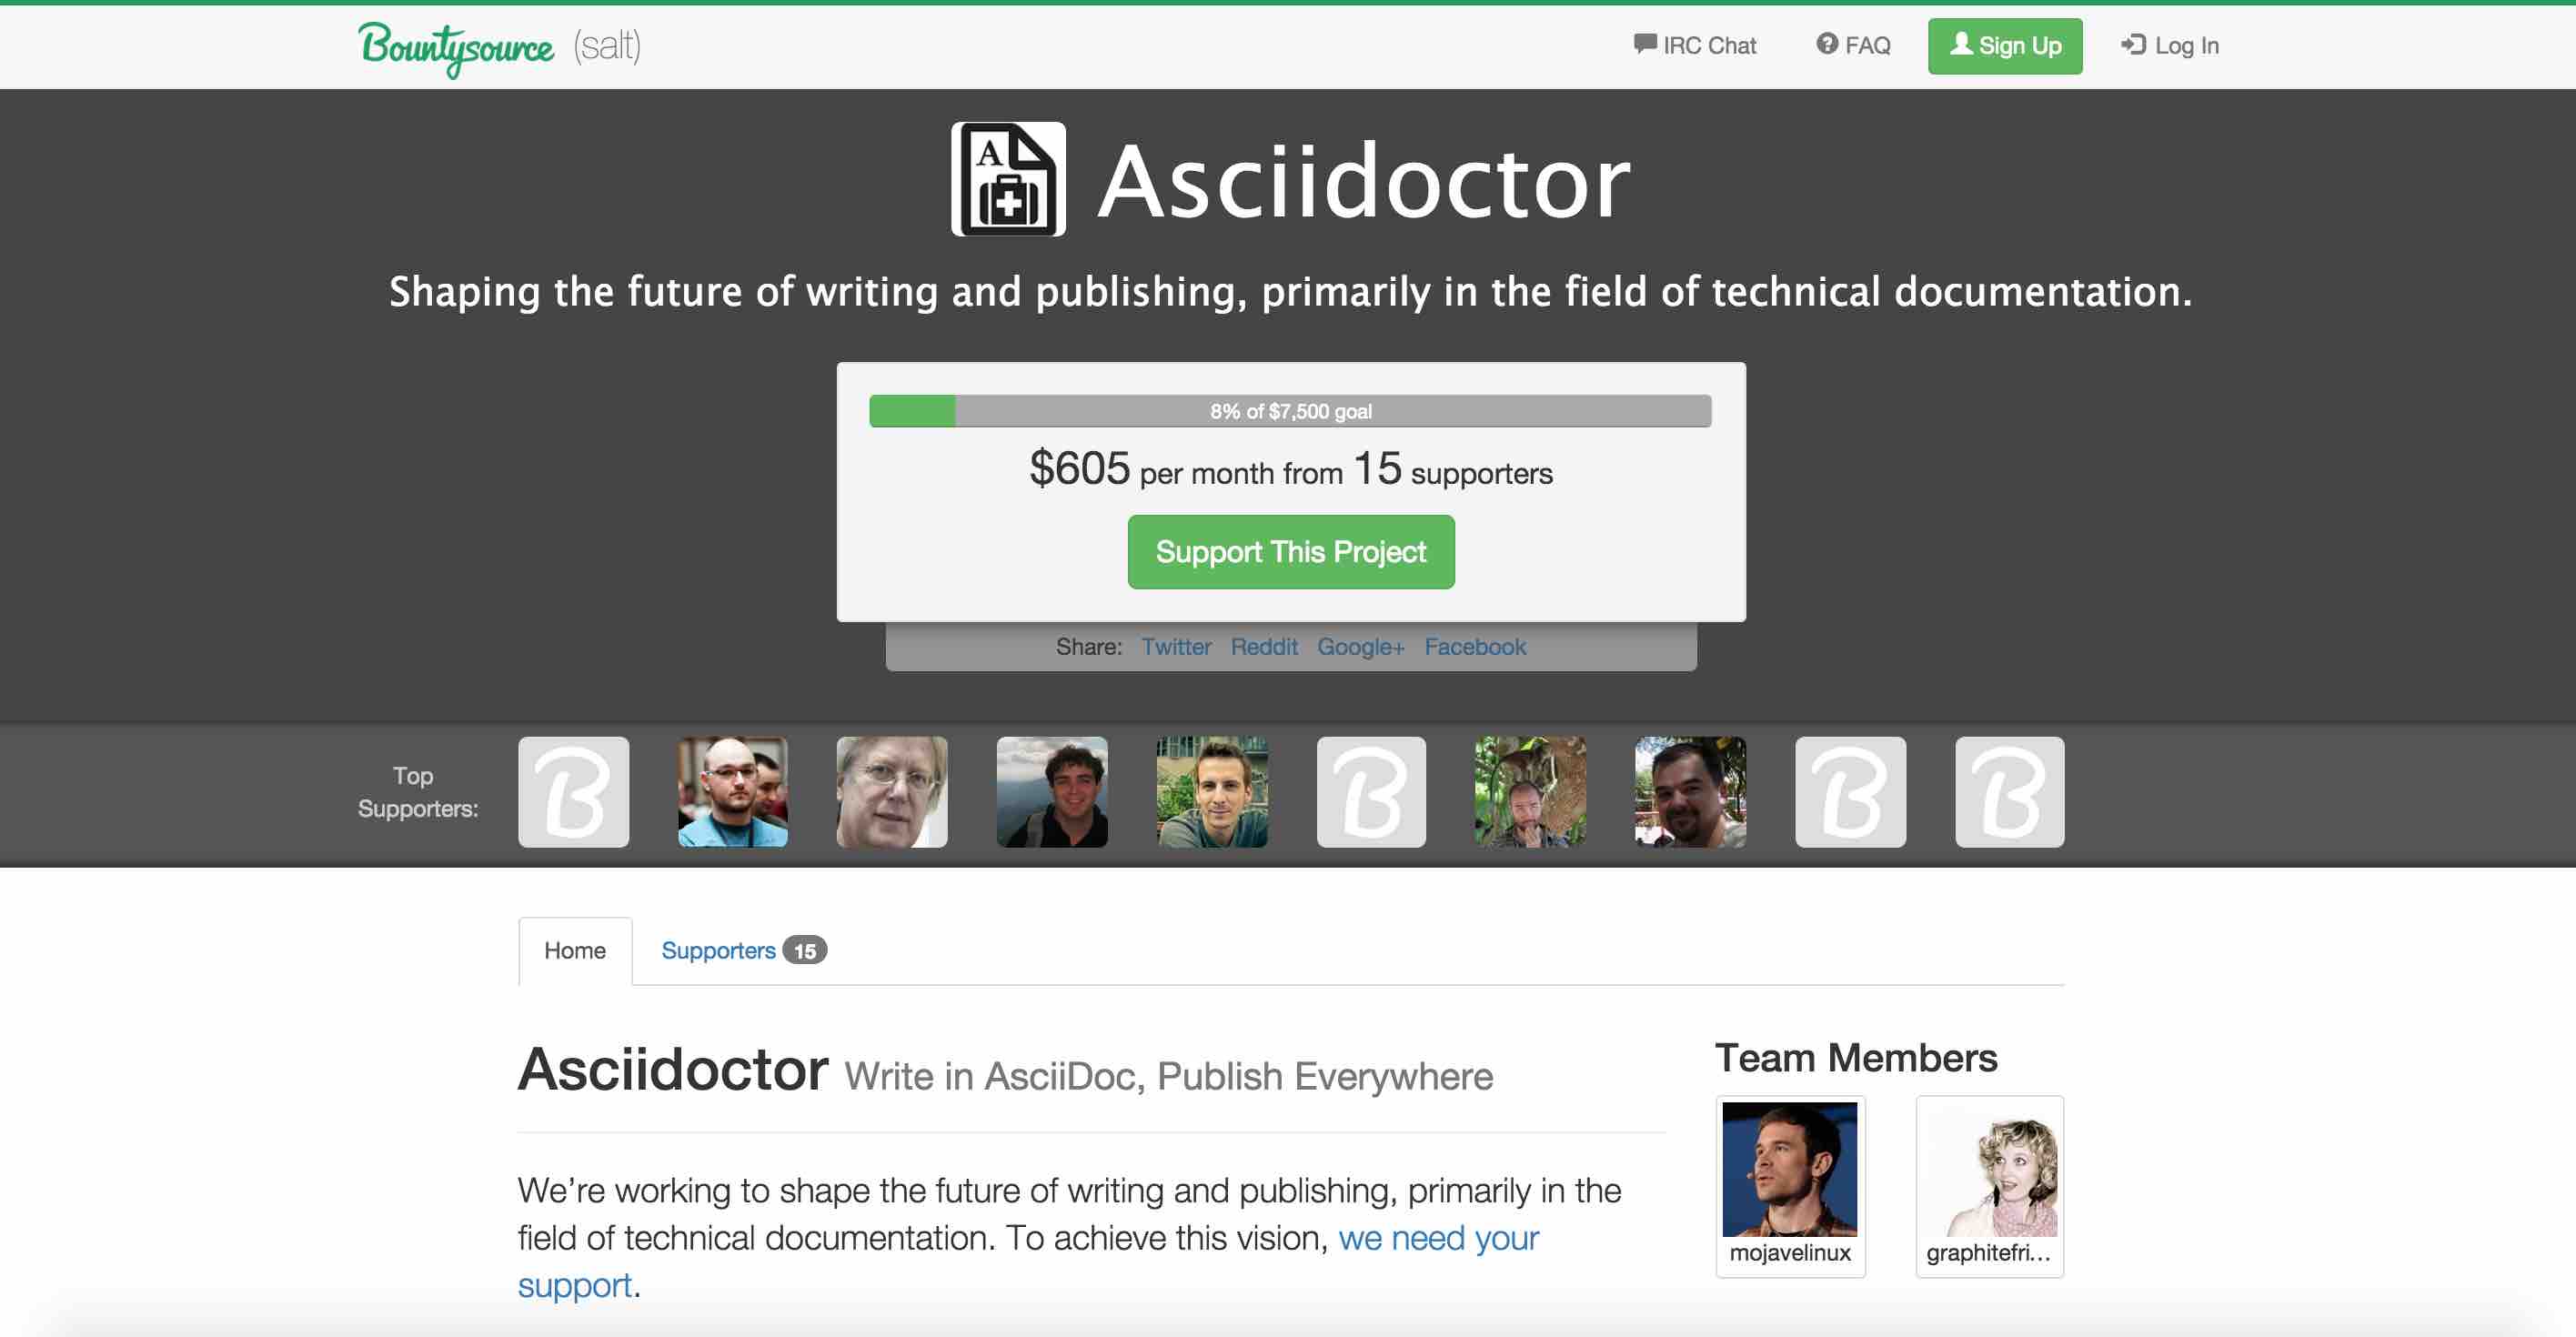 Bountysource (salt)
IRC Chat
FAQ
Sign Up
Log In
A
Asciidoctor
Shaping the future of writing and publishing, primarily in the field of technical documentation.
8% of $7,500 goal
$605 per month from 15 supporters
Support This Project
Share: Twitter Reddit Google+ Facebook
Top
Supporters:
B
B
B
B
Home
Supporters 15
Asciidoctor Write in AsciiDoc, Publish Everywhere
We’re working to shape the future of writing and publishing, primarily in the
field of technical documentation. To achieve this vision, we need your
support.
Team Members
mojavelinux
graphitefri...